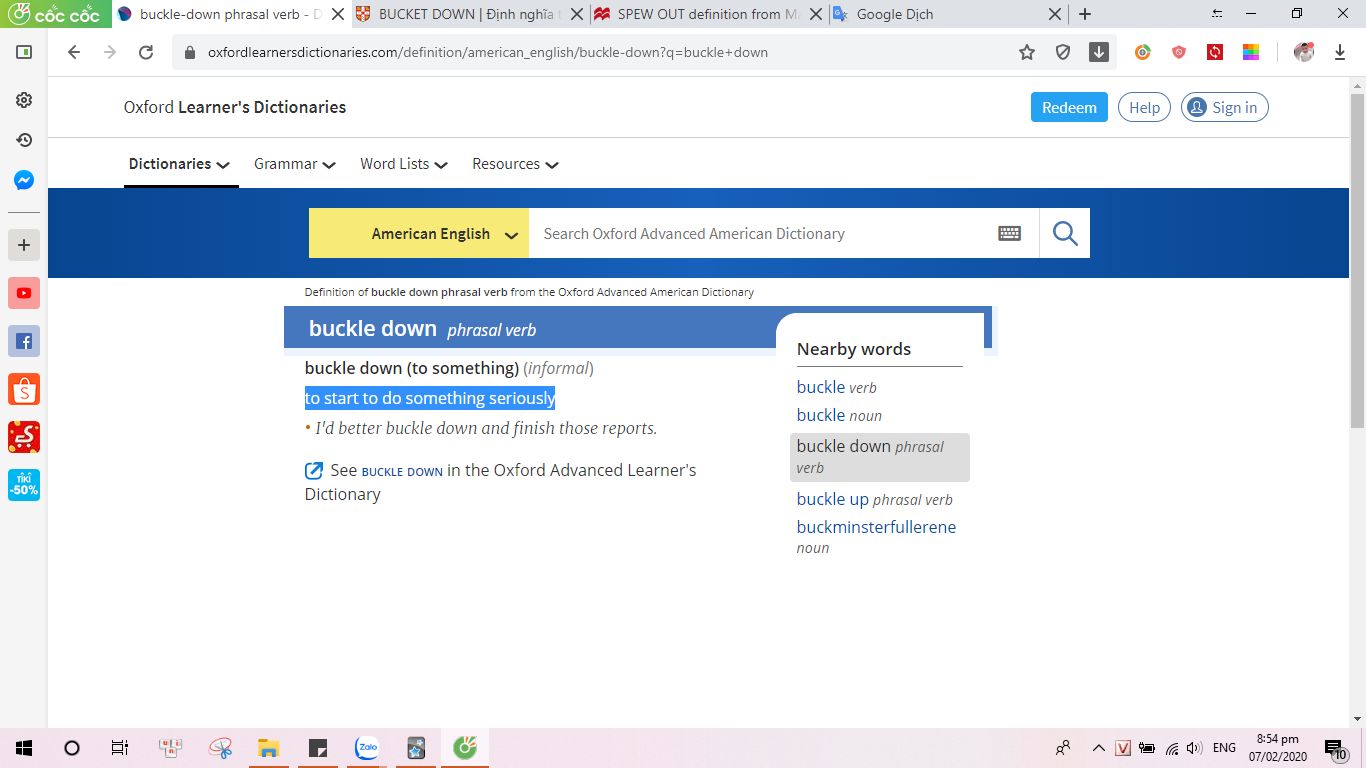 cốc cốc
buckle-down phrasal verb - D
BUCKET DOWN | Định nghĩa t
SPEW OUT definition from Ma
Google Dịch
oxfordlearnersdictionaries.com/definition/american_english/buckle-down?q=buckle+down
Oxford Learner's Dictionaries
Redeem
Help
Sign in
Dictionaries
Grammar
Word Lists
Resources
American English
Search Oxford Advanced American Dictionary
Definition of buckle down phrasal verb from the Oxford Advanced American Dictionary
buckle down phrasal verb
buckle down (to something) (informal)
to start to do something seriously
• I'd better buckle down and finish those reports.
See BUCKLE DOWN in the Oxford Advanced Learner's
Dictionary
Nearby words
buckle verb
buckle noun
buckle down phrasal
verb
buckle up phrasal verb
buckminsterfullerene
noun
TIKI
-50%
Zalo
V
ENG
8:54 pm
07/02/2020
10